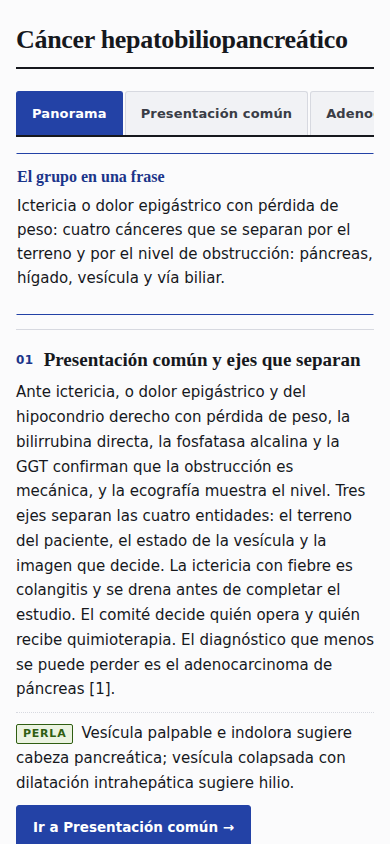 Cáncer hepatobiliopancreático
Panorama
Presentación común
Adeno
El grupo en una frase
Ictericia o dolor epigástrico con pérdida de
peso: cuatro cánceres que se separan por el
terreno y por el nivel de obstrucción: páncreas,
hígado, vesícula y vía biliar.
01 Presentación común y ejes que separan
Ante ictericia, o dolor epigástrico y del
hipocondrio derecho con pérdida de peso, la
bilirrubina directa, la fosfatasa alcalina y la
GGT confirman que la obstrucción es
mecánica, y la ecografía muestra el nivel. Tres
ejes separan las cuatro entidades: el terreno
del paciente, el estado de la vesícula y la
imagen que decide. La ictericia con fiebre es
colangitis y se drena antes de completar el
estudio. El comité decide quién opera y quién
recibe quimioterapia. El diagnóstico que menos
se puede perder es el adenocarcinoma de
páncreas [1].
PERLA Vesícula palpable e indolora sugiere
cabeza pancreática; vesícula colapsada con
dilatación intrahepática sugiere hilio.
Ir a Presentación común →